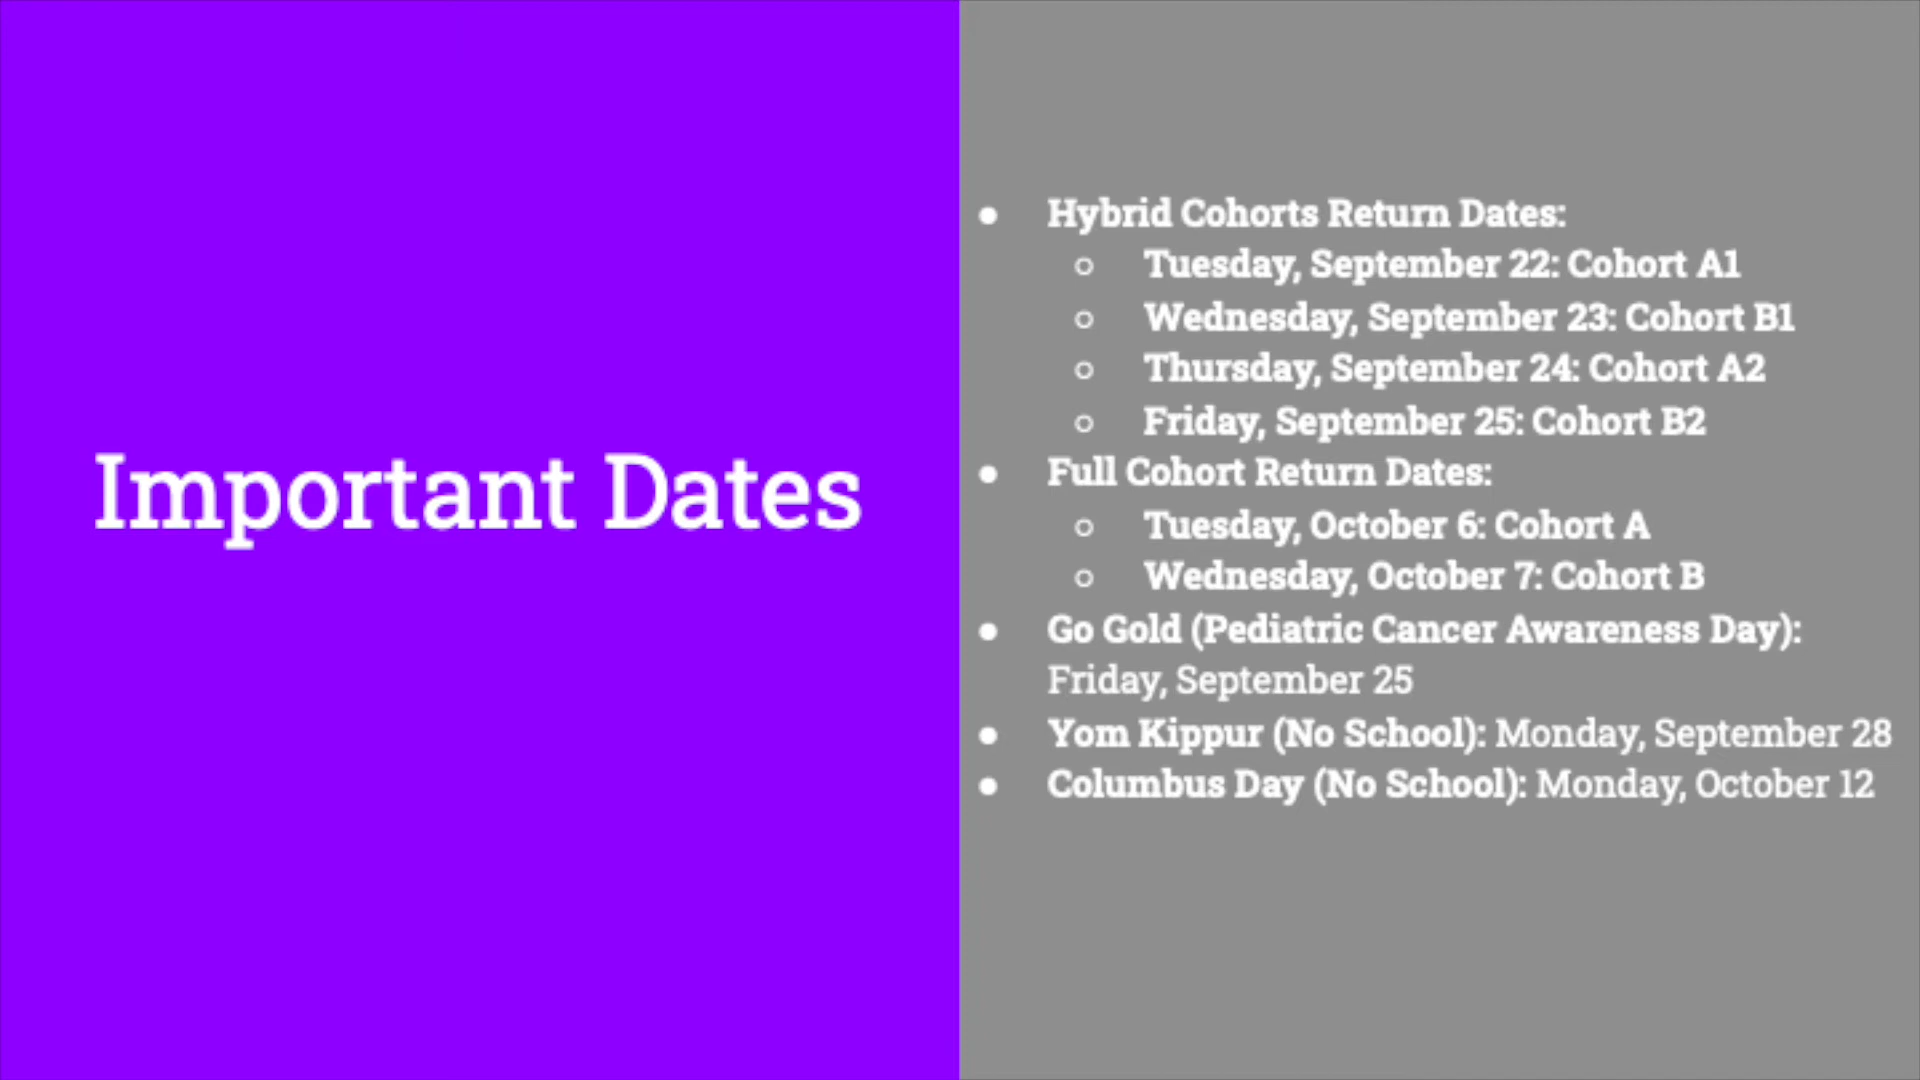 Important Dates
● Hybrid Cohorts Return Dates:
○ Tuesday, September 22: Cohort A1
○ Wednesday, September 23: Cohort B1
○ Thursday, September 24: Cohort A2
○ Friday, September 25: Cohort B2
● Full Cohort Return Dates:
○ Tuesday, October 6: Cohort A
○ Wednesday, October 7: Cohort B
● Go Gold (Pediatric Cancer Awareness Day):
Friday, September 25
● Yom Kippur (No School): Monday, September 28
● Columbus Day (No School): Monday, October 12